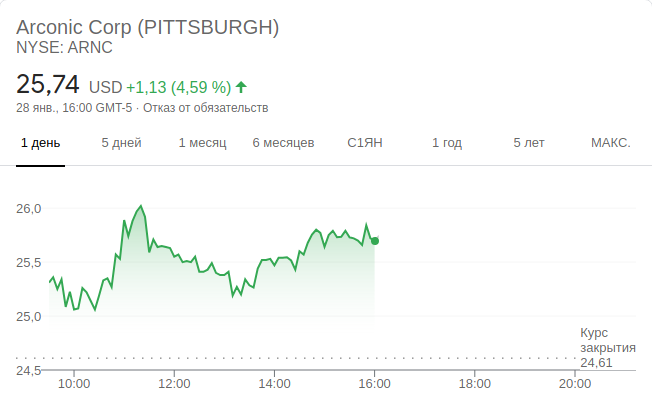 Arconic Corp (PITTSBURGH)
NYSE: ARNC
25,74 USD +1,13 (4,59 %)
28 янв., 16:00 GMT-5 · Отказ от обязательств
1 день 5 дней 1 месяц 6 месяцев С1ЯН 1 год 5 лет МАКС.
26,0
25,5
25,0
Курс
закрытия
24,61
24,5
10:00 12:00 14:00 16:00 18:00 20:00